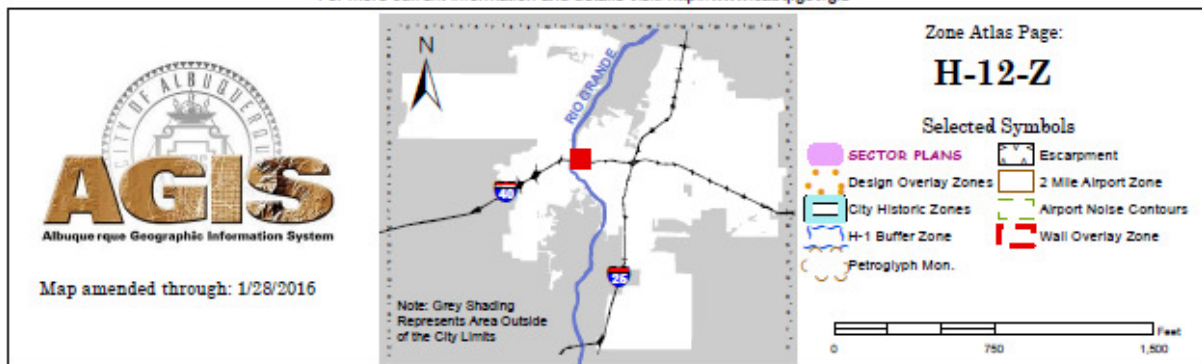 CITY OF ALBUQUERQUE
AGIS
Albuquerque Geographic Information System
Map amended through: 1/28/2016
N
RIO GRANDE
40
25
Note: Grey Shading
Represents Area Outside
of the City Limits
Zone Atlas Page:
H-12-Z
Selected Symbols
SECTOR PLANS
Design Overlay Zones
City Historic Zones
H-1 Buffer Zone
Petroglyph Mon.
Escarpment
2 Mile Airport Zone
Airport Noise Contours
Wall Overlay Zone
Feet
0 750 1,500